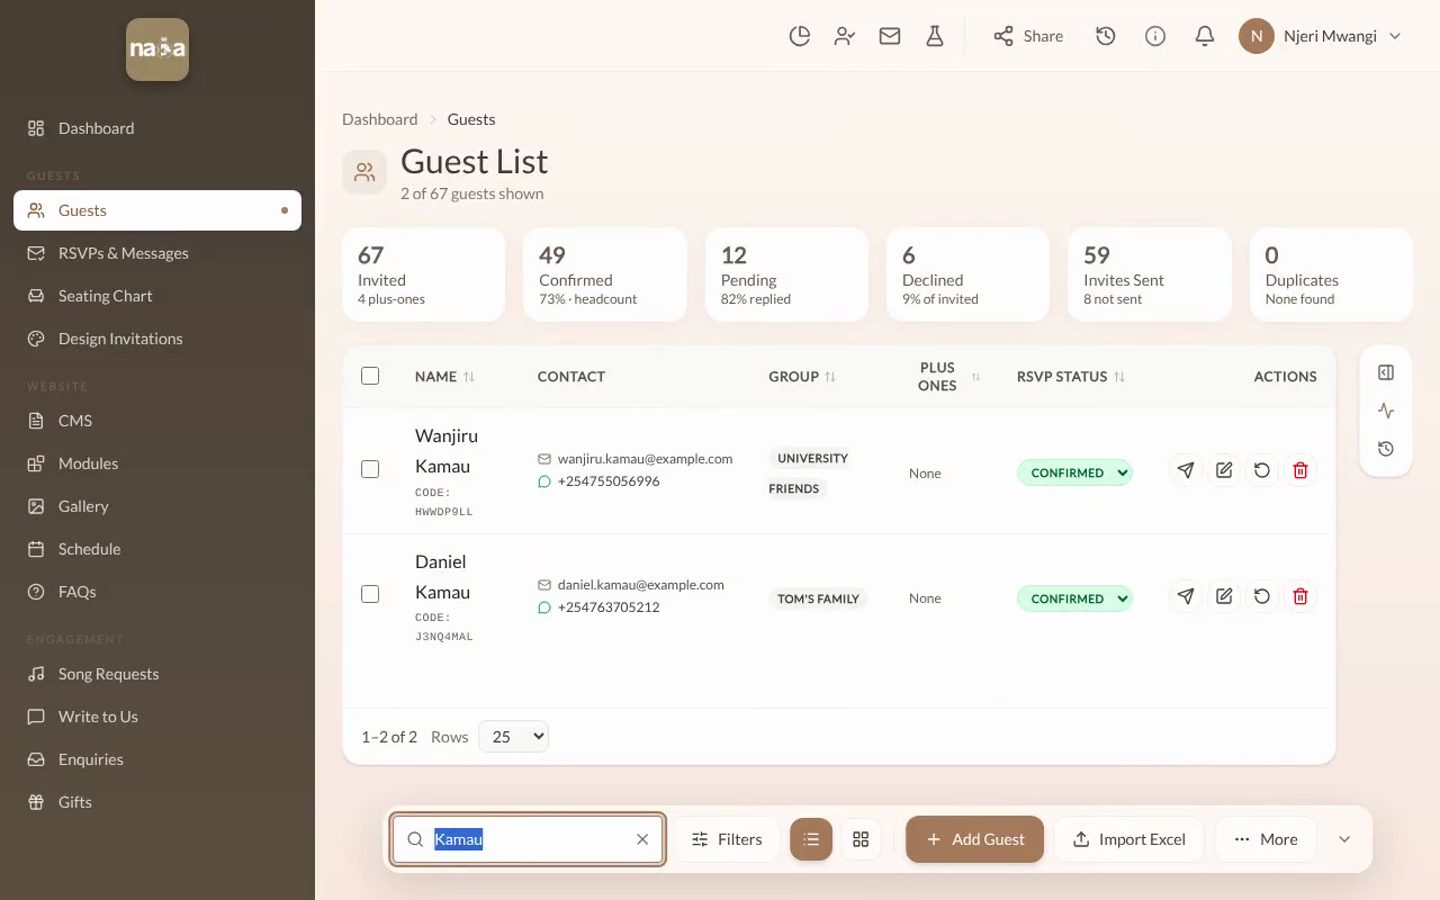 naia
Dashboard
GUESTS
Guests
RSVPs & Messages
Seating Chart
Design Invitations
WEBSITE
CMS
Modules
Gallery
Schedule
FAQs
ENGAGEMENT
Song Requests
Write to Us
Enquiries
Gifts
Share
N
Njeri Mwangi
Dashboard > Guests
Guest List
2 of 67 guests shown
67
Invited
4 plus-ones
49
Confirmed
73% · headcount
12
Pending
82% replied
6
Declined
9% of invited
59
Invites Sent
8 not sent
0
Duplicates
None found
NAME
CONTACT
GROUP
PLUS
ONES
RSVP STATUS
ACTIONS
Wanjiru
Kamau
CODE:
HWWDP9LL
wanjiru.kamau@example.com
+254755056996
UNIVERSITY
FRIENDS
None
CONFIRMED
Daniel
Kamau
CODE:
J3NQ4MAL
daniel.kamau@example.com
+254763705212
TOM'S FAMILY
None
CONFIRMED
1–2 of 2 Rows 25
Kamau
Filters
+ Add Guest
Import Excel
··· More